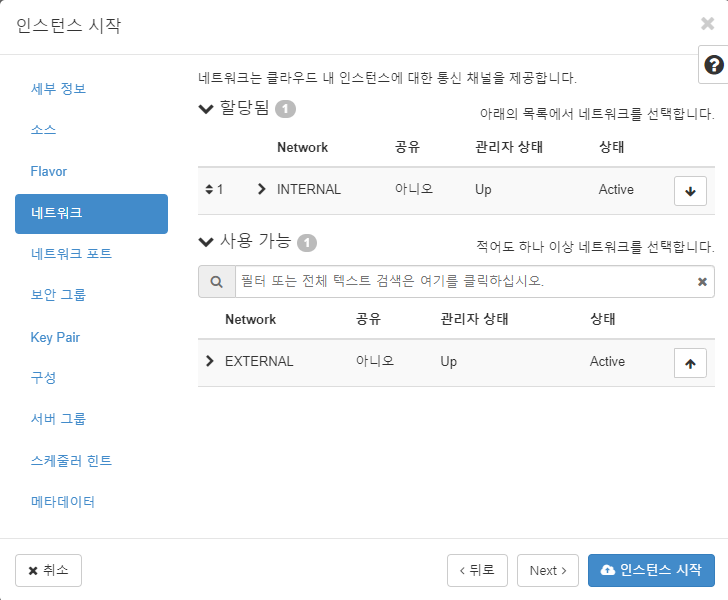 인스턴스 시작
세부 정보
소스
Flavor
네트워크
네트워크 포트
보안 그룹
Key Pair
구성
서버 그룹
스케줄러 힌트
메타데이터
네트워크는 클라우드 내 인스턴스에 대한 통신 채널을 제공합니다.
할당됨 1 아래의 목록에서 네트워크를 선택합니다.
Network 공유 관리자 상태 상태
1 INTERNAL 아니오 Up Active
사용 가능 1 적어도 하나 이상 네트워크를 선택합니다.
필터 또는 전체 텍스트 검색은 여기를 클릭하십시오.
Network 공유 관리자 상태 상태
EXTERNAL 아니오 Up Active
취소 뒤로 Next 인스턴스 시작